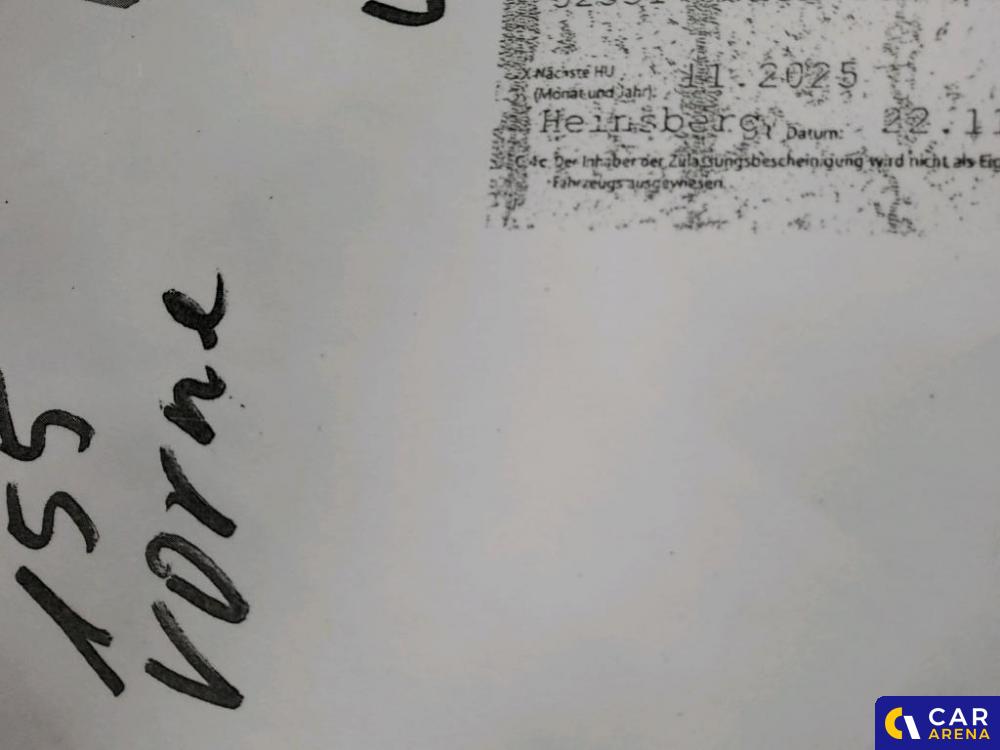 X Nächste HU
(Monat und Jahr): 11.2025
Heinsberg, Datum: 22.11
C.4c Der Inhaber der Zulassungsbescheinigung wird nicht als Eig
Fahrzeugs ausgewiesen.
155
vorne
CAR
ARENA